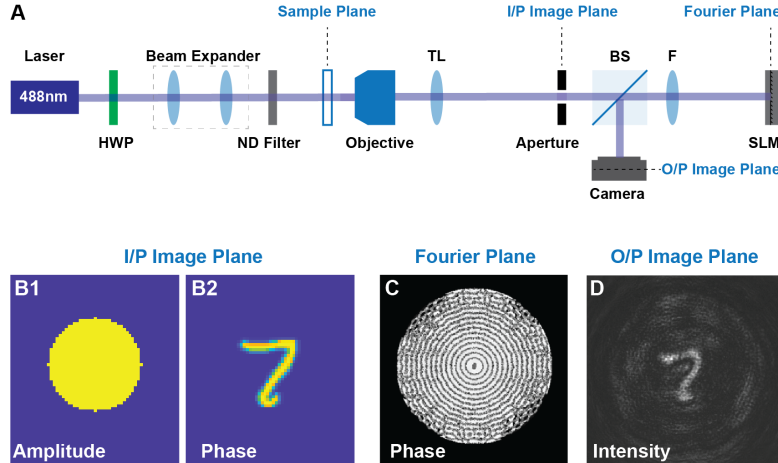 A
Sample Plane
I/P Image Plane
Fourier Plane
Laser
Beam Expander
TL
BS
F
488nm
HWP
ND Filter
Objective
Aperture
SLM
O/P Image Plane
Camera
I/P Image Plane
Fourier Plane
O/P Image Plane
B1
B2
C
D
Amplitude
Phase
Phase
Intensity